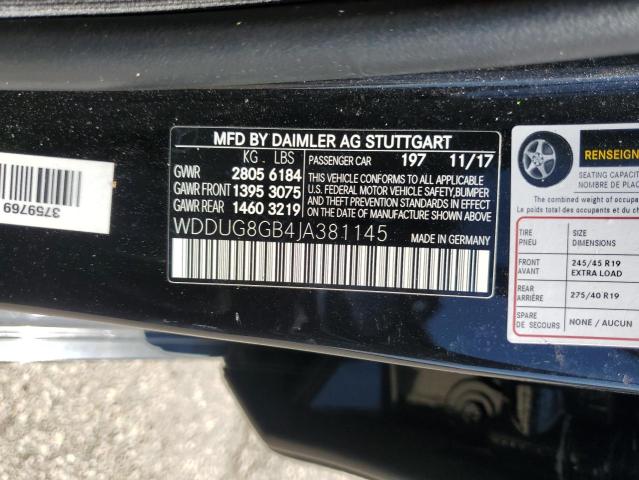 MFD BY DAIMLER AG STUTTGART
KG . LBS
PASSENGER CAR 197 11/17
GVWR 2805 6184
GAWR FRONT 1395 3075
GAWR REAR 1460 3219
THIS VEHICLE CONFORMS TO ALL APPLICABLE
U.S. FEDERAL MOTOR VEHICLE SAFETY, BUMPER
AND THEFT PREVENTION STANDARDS IN EFFECT
ON THE DATE OF MANUFACTURE SHOWN ABOVE.
WDDUG8GB4JA381145
MADE IN GERMANY
3759769
RENSEIGN
SEATING CAPACI
NOMBRE DE PLAC
The combined weight of occupa
Le poids total des occupants et du
TIRE
PNEU
SIZE
DIMENSIONS
FRONT
AVANT
245/45 R19
EXTRA LOAD
REAR
ARRIÈRE
275/40 R19
SPARE
DE SECOURS
NONE / AUCUN